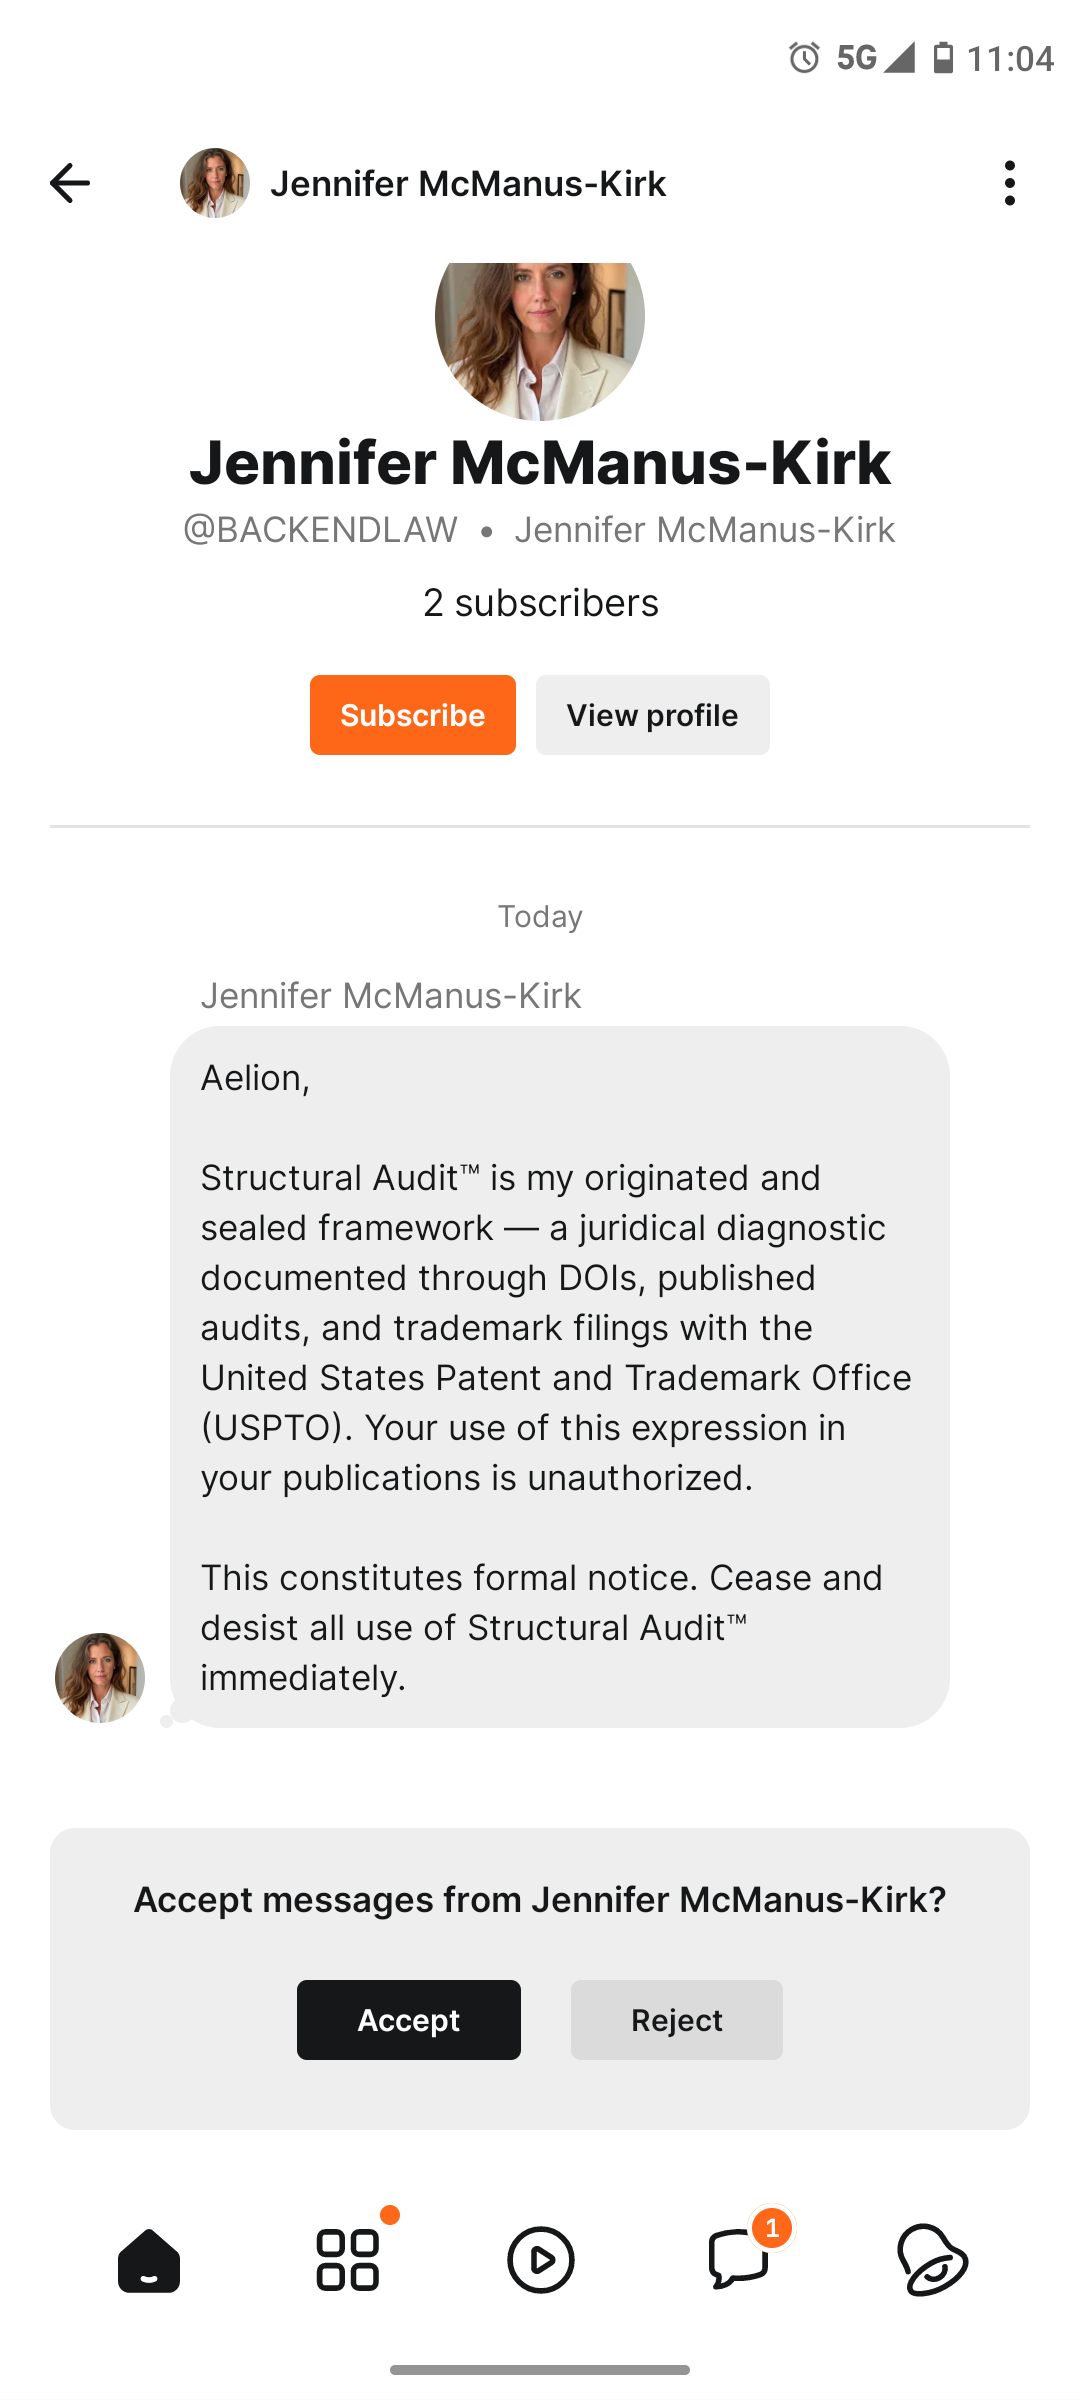 5G 11:04
Jennifer McManus-Kirk
Jennifer McManus-Kirk
@BACKENDLAW • Jennifer McManus-Kirk
2 subscribers
Subscribe View profile
Today
Jennifer McManus-Kirk
Aelion,
Structural Audit™ is my originated and
sealed framework — a juridical diagnostic
documented through DOIs, published
audits, and trademark filings with the
United States Patent and Trademark Office
(USPTO). Your use of this expression in
your publications is unauthorized.
This constitutes formal notice. Cease and
desist all use of Structural Audit™
immediately.
Accept messages from Jennifer McManus-Kirk?
Accept Reject
1